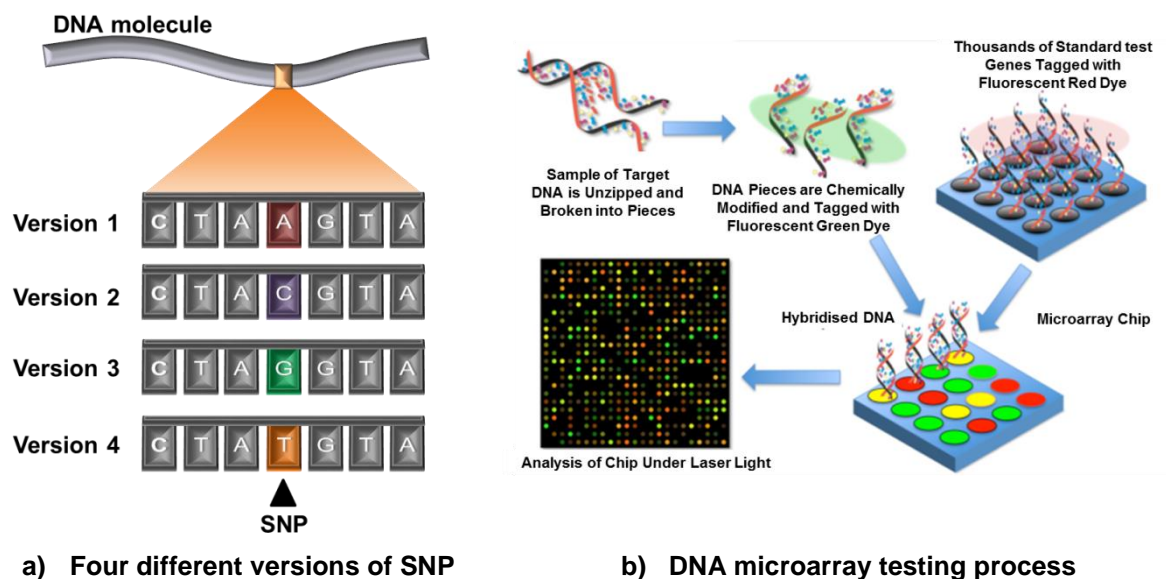 DNA molecule
Version 1
C T A A G T A
Version 2
C T A C G T A
Version 3
C T A G G T A
Version 4
C T A T G T A
SNP
a) Four different versions of SNP
Thousands of Standard test
Genes Tagged with
Fluorescent Red Dye
Sample of Target
DNA is Unzipped and
Broken into Pieces
DNA Pieces are Chemically
Modified and Tagged with
Fluorescent Green Dye
Hybridised DNA
Microarray Chip
Analysis of Chip Under Laser Light
b) DNA microarray testing process